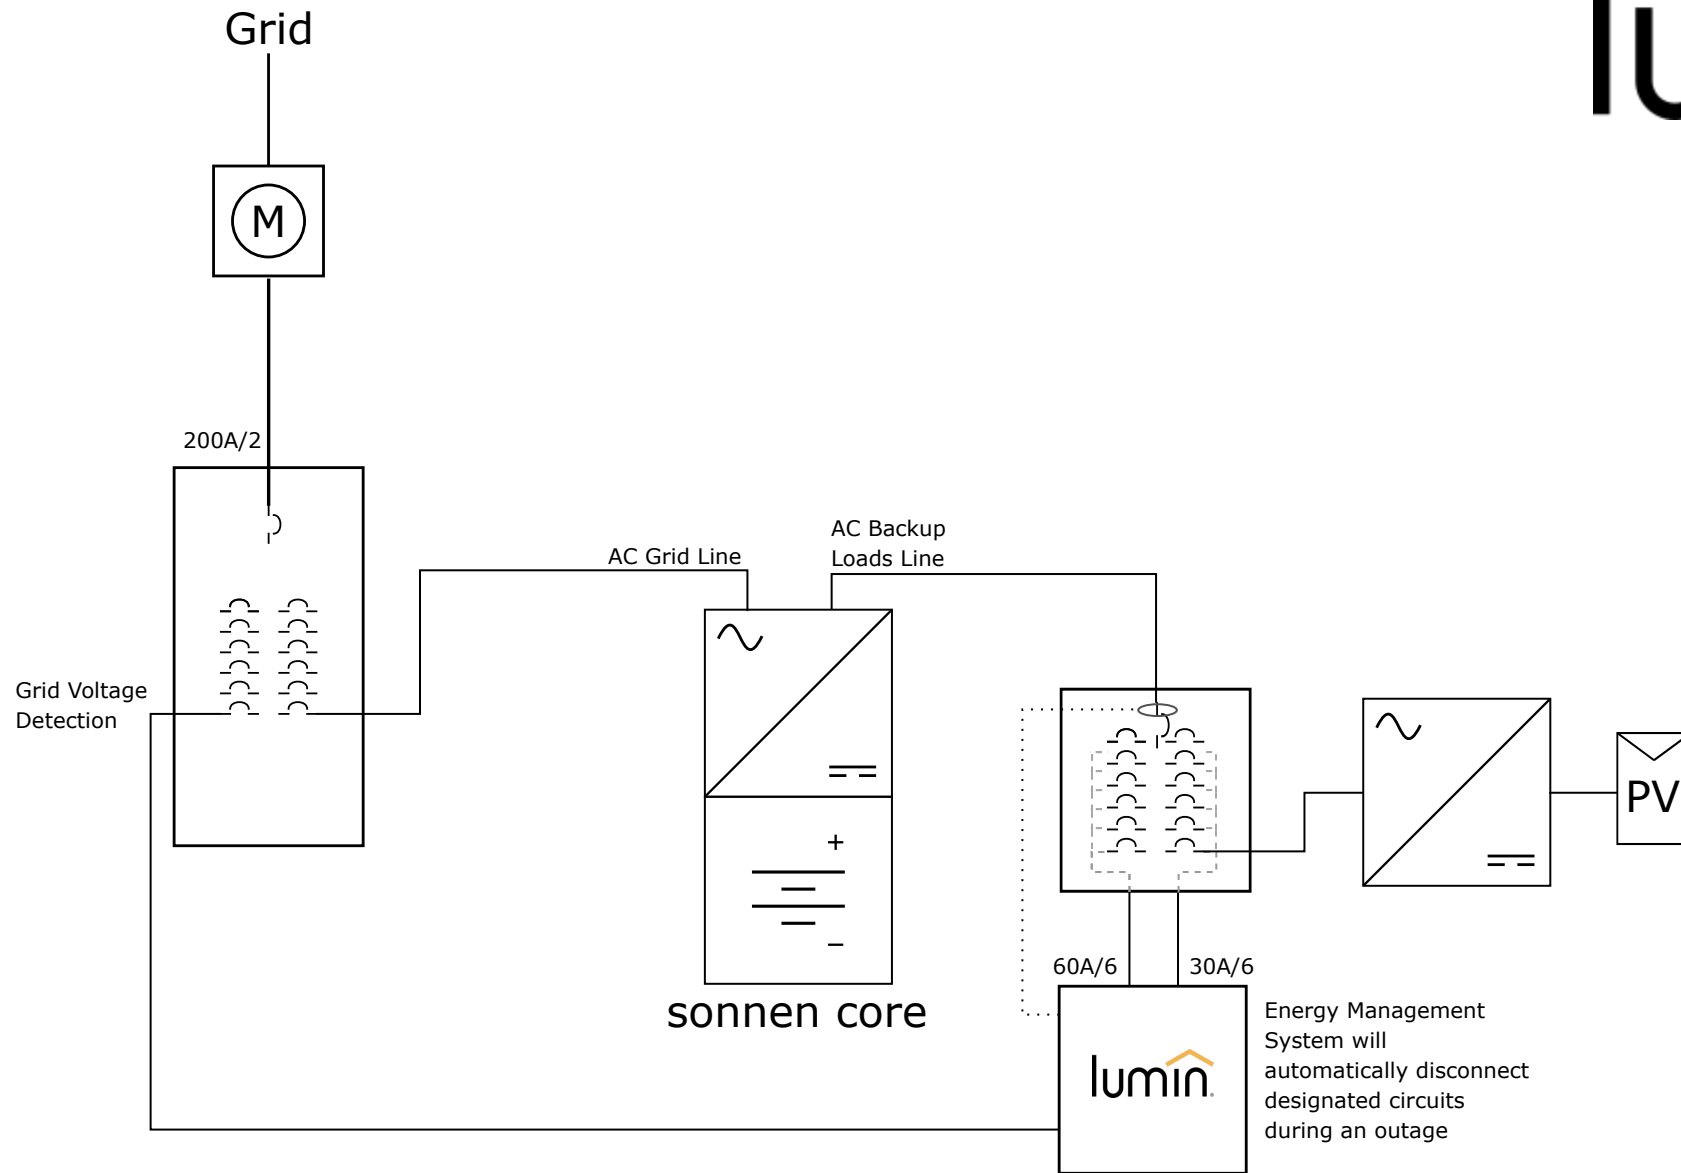 Grid
lu
M
200A/2
AC Grid Line
AC Backup
Loads Line
Grid Voltage
Detection
+
−
PV
60A/6
30A/6
sonnen core
lumin
Energy Management
System will
automatically disconnect
designated circuits
during an outage